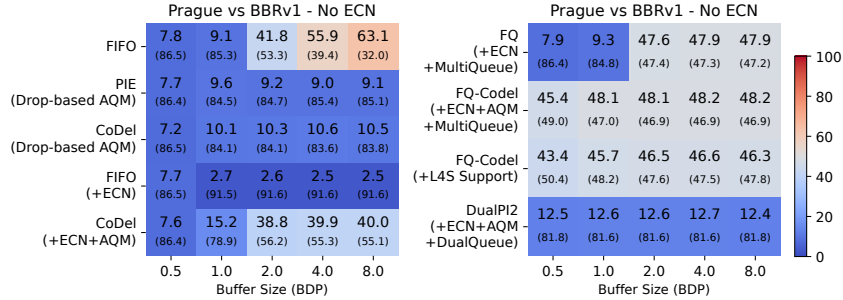 Prague vs BBRv1 - No ECN
FIFO
7.8 9.1 41.8 55.9 63.1
(86.5) (85.3) (53.3) (39.4) (32.0)
PIE
(Drop-based AQM)
7.7 9.6 9.2 9.0 9.1
(86.4) (84.5) (84.7) (85.4) (85.1)
CoDel
(Drop-based AQM)
7.2 10.1 10.3 10.6 10.5
(86.5) (84.1) (84.1) (83.6) (83.8)
FIFO
(+ECN)
7.7 2.7 2.6 2.5 2.5
(86.5) (91.5) (91.6) (91.6) (91.6)
CoDel
(+ECN+AQM)
7.6 15.2 38.8 39.9 40.0
(86.4) (78.9) (56.2) (55.3) (55.1)
0.5 1.0 2.0 4.0 8.0
Buffer Size (BDP)
Prague vs BBRv1 - No ECN
FQ
(+ECN
+MultiQueue)
7.9 9.3 47.6 47.9 47.9
(86.4) (84.8) (47.4) (47.3) (47.2)
FQ-Codel
(+ECN+AQM
+MultiQueue)
45.4 48.1 48.1 48.2 48.2
(49.0) (47.0) (46.9) (46.9) (46.9)
FQ-Codel
(+L4S Support)
43.4 45.7 46.5 46.6 46.3
(50.4) (48.2) (47.6) (47.5) (47.8)
DualPI2
(+ECN+AQM
+DualQueue)
12.5 12.6 12.6 12.7 12.4
(81.8) (81.6) (81.6) (81.6) (81.8)
0.5 1.0 2.0 4.0 8.0
Buffer Size (BDP)
100
80
60
40
20
0